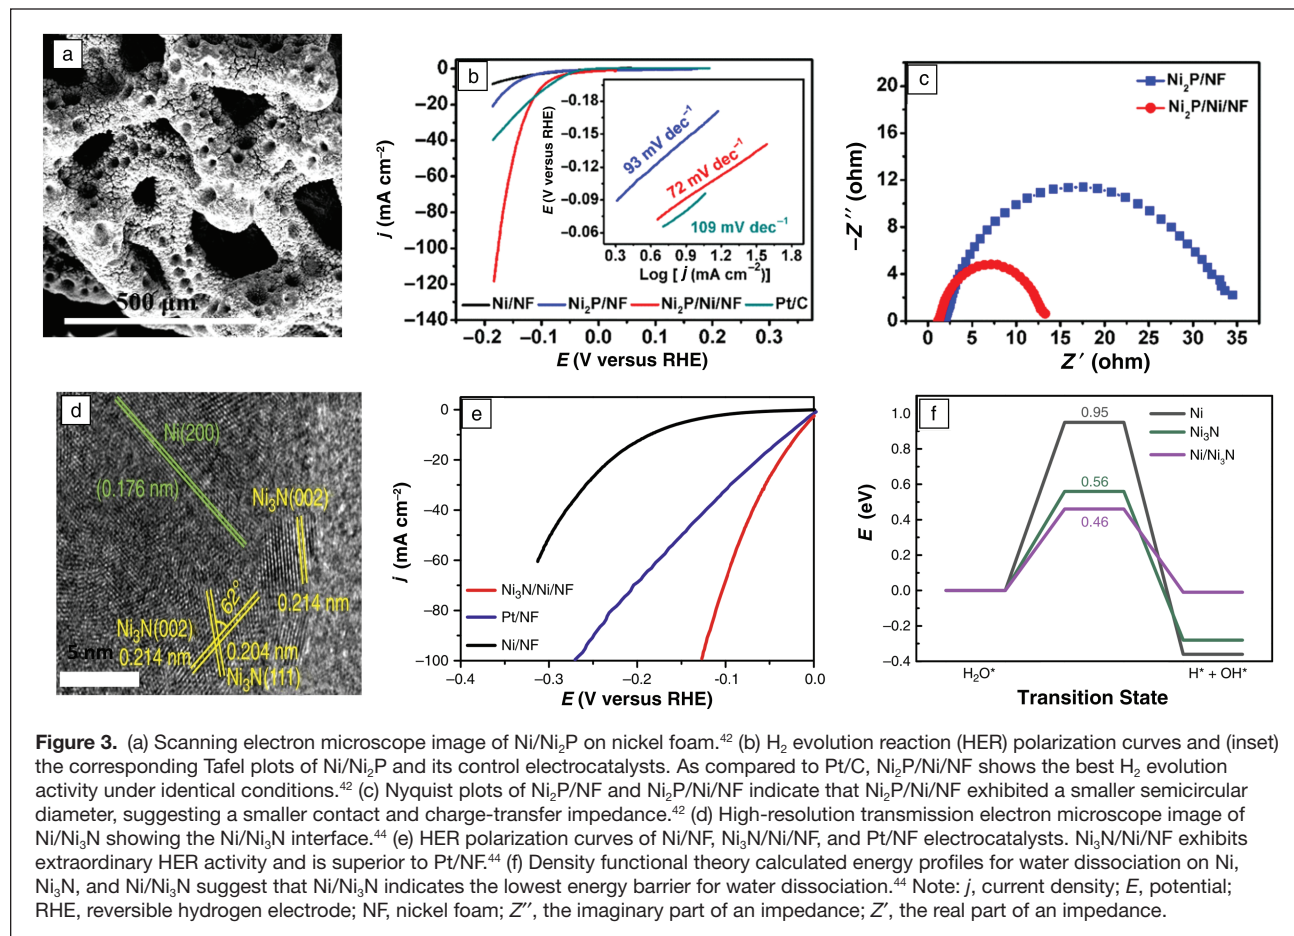 a
500 µm
b
0
−20
−40
−60
−80
−100
−120
−140
j (mA cm⁻²)
−0.2 −0.1 0.0 0.1 0.2 0.3
E (V versus RHE)
Ni/NF Ni₂P/NF Ni₂P/Ni/NF Pt/C
−0.18
−0.15
−0.12
−0.09
−0.06
E (V versus RHE)
93 mV dec⁻¹
72 mV dec⁻¹
109 mV dec⁻¹
0.3 0.6 0.9 1.2 1.5 1.8
Log [ j (mA cm⁻²)]
c
−20
−16
12
8
4
0
−Z″ (ohm)
Ni₂P/NF
Ni₂P/Ni/NF
0 5 10 15 20 25 30 35
Z′ (ohm)
d
Ni(200)
(0.176 nm)
Ni₃N(002)
0.214 nm
62°
Ni₃N(002)
0.214 nm
0.204 nm
Ni₃N(111)
5 nm
e
0
−20
−40
−60
−80
−100
j (mA cm⁻²)
Ni₃N/Ni/NF
Pt/NF
Ni/NF
−0.4 −0.3 −0.2 −0.1 0.0
E (V versus RHE)
f
1.0
0.8
0.6
0.4
0.2
0.0
−0.2
−0.4
E (eV)
0.95
0.56
0.46
Ni
Ni₃N
Ni/Ni₃N
H₂O* H* + OH*
Transition State
Figure 3. (a) Scanning electron microscope image of Ni/Ni₂P on nickel foam.⁴² (b) H₂ evolution reaction (HER) polarization curves and (inset)
the corresponding Tafel plots of Ni/Ni₂P and its control electrocatalysts. As compared to Pt/C, Ni₂P/Ni/NF shows the best H₂ evolution
activity under identical conditions.⁴² (c) Nyquist plots of Ni₂P/NF and Ni₂P/Ni/NF indicate that Ni₂P/Ni/NF exhibited a smaller semicircular
diameter, suggesting a smaller contact and charge-transfer impedance.⁴² (d) High-resolution transmission electron microscope image of
Ni/Ni₃N showing the Ni/Ni₃N interface.⁴⁴ (e) HER polarization curves of Ni/NF, Ni₃N/Ni/NF, and Pt/NF electrocatalysts. Ni₃N/Ni/NF exhibits
extraordinary HER activity and is superior to Pt/NF.⁴⁴ (f) Density functional theory calculated energy profiles for water dissociation on Ni,
Ni₃N, and Ni/Ni₃N suggest that Ni/Ni₃N indicates the lowest energy barrier for water dissociation.⁴⁴ Note: j, current density; E, potential;
RHE, reversible hydrogen electrode; NF, nickel foam; Z″, the imaginary part of an impedance; Z′, the real part of an impedance.